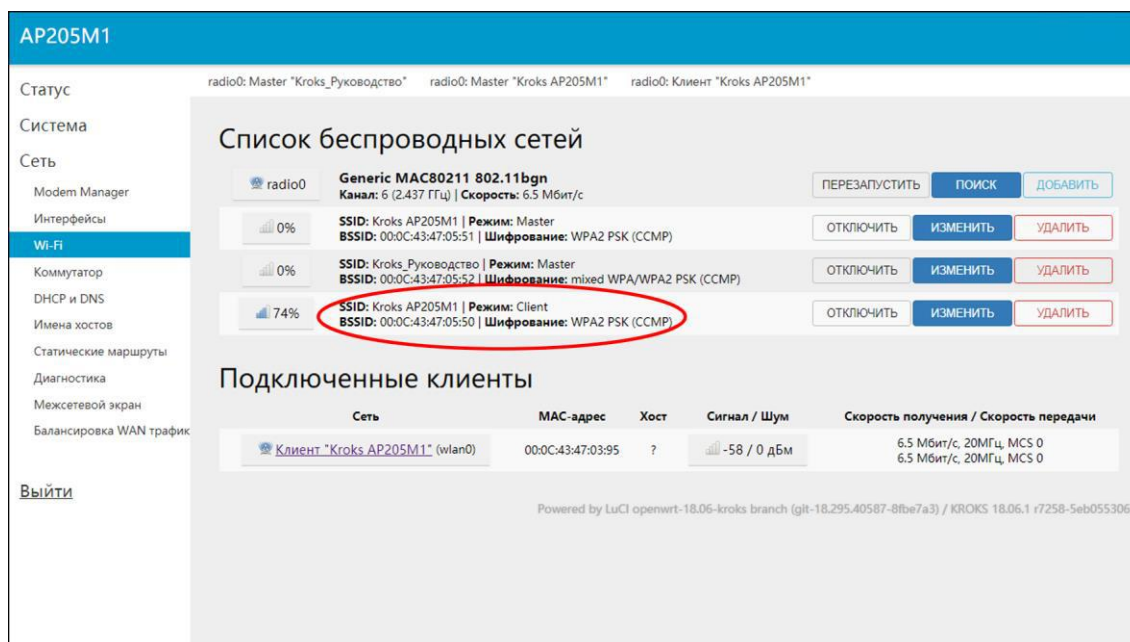 AP205M1
Статус
Система
Сеть
Modem Manager
Интерфейсы
Wi-Fi
Коммутатор
DHCP и DNS
Имена хостов
Статические маршруты
Диагностика
Межсетевой экран
Балансировка WAN трафик
Выйти
radio0: Master "Kroks_Руководство" radio0: Master "Kroks AP205M1" radio0: Клиент "Kroks AP205M1"
Список беспроводных сетей
radio0 Generic MAC80211 802.11bgn ПЕРЕЗАПУСТИТЬ ПОИСК ДОБАВИТЬ
Канал: 6 (2.437 ГГц) | Скорость: 6.5 Мбит/с
0% SSID: Kroks AP205M1 | Режим: Master ОТКЛЮЧИТЬ ИЗМЕНИТЬ УДАЛИТЬ
BSSID: 00:0C:43:47:05:51 | Шифрование: WPA2 PSK (CCMP)
0% SSID: Kroks_Руководство | Режим: Master ОТКЛЮЧИТЬ ИЗМЕНИТЬ УДАЛИТЬ
BSSID: 00:0C:43:47:05:52 | Шифрование: mixed WPA/WPA2 PSK (CCMP)
74% SSID: Kroks AP205M1 | Режим: Client ОТКЛЮЧИТЬ ИЗМЕНИТЬ УДАЛИТЬ
BSSID: 00:0C:43:47:05:50 | Шифрование: WPA2 PSK (CCMP)
Подключенные клиенты
Сеть MAC-адрес Хост Сигнал / Шум Скорость получения / Скорость передачи
Клиент "Kroks AP205M1" (wlan0) 00:0C:43:47:03:95 ? -58 / 0 дБм 6.5 Мбит/с, 20МГц, MCS 0
6.5 Мбит/с, 20МГц, MCS 0
Powered by LuCI openwrt-18.06-kroks branch (git-18.295.40587-8fbe7a3) / KROKS 18.06.1 r7258-5eb055306